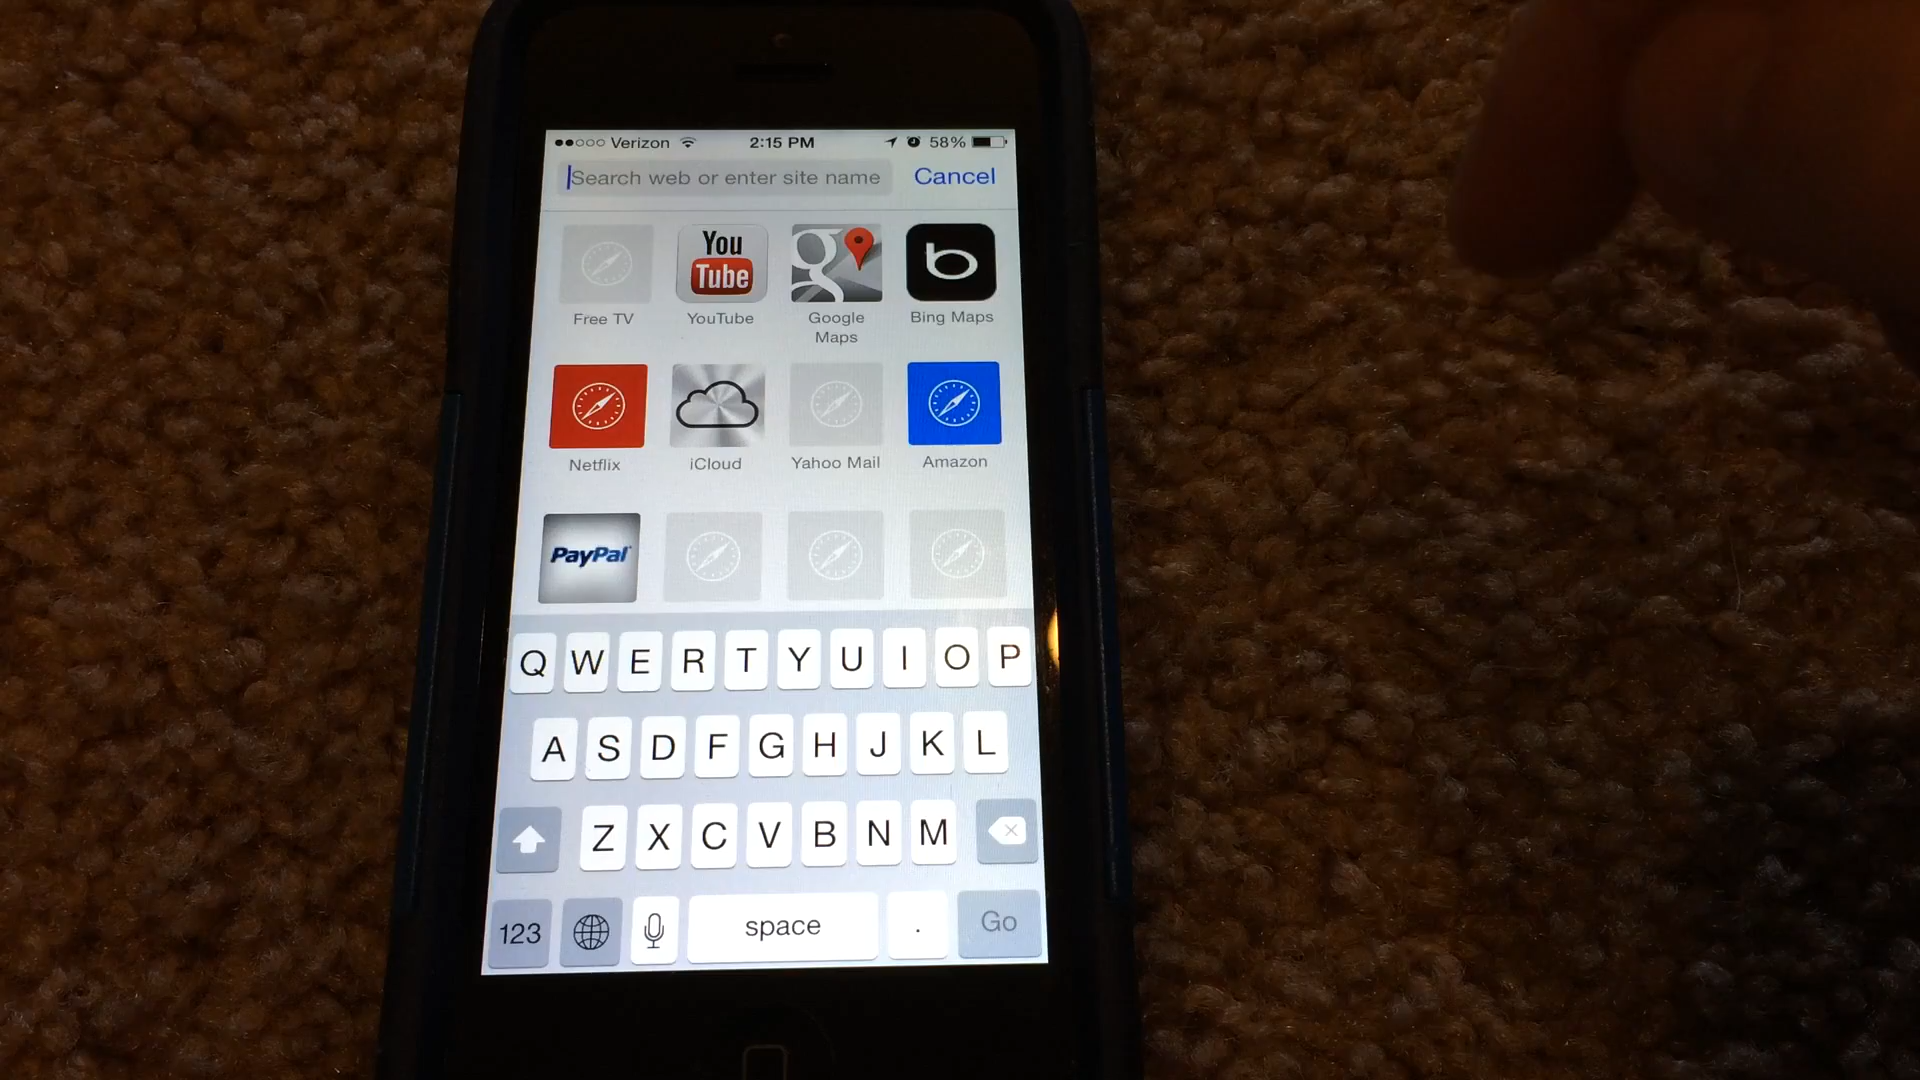 Verizon 2:15 PM 58%
Search web or enter site name Cancel
You
Tube
g
b
Free TV YouTube Google Maps Bing Maps
Netflix iCloud Yahoo Mail Amazon
PayPal
Q W E R T Y U I O P
A S D F G H J K L
Z X C V B N M
123 space . Go